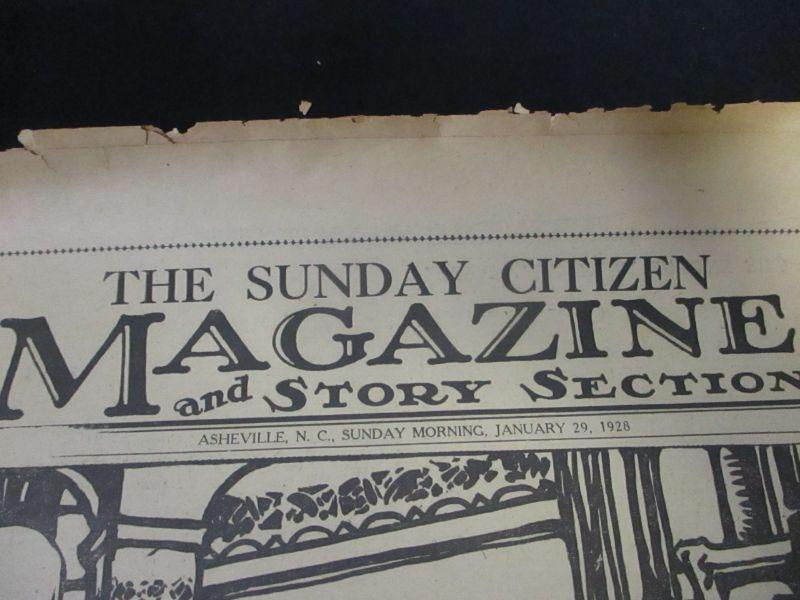 THE SUNDAY CITIZEN
MAGAZINE
and STORY SECTION
ASHEVILLE, N. C., SUNDAY MORNING, JANUARY 29, 1928